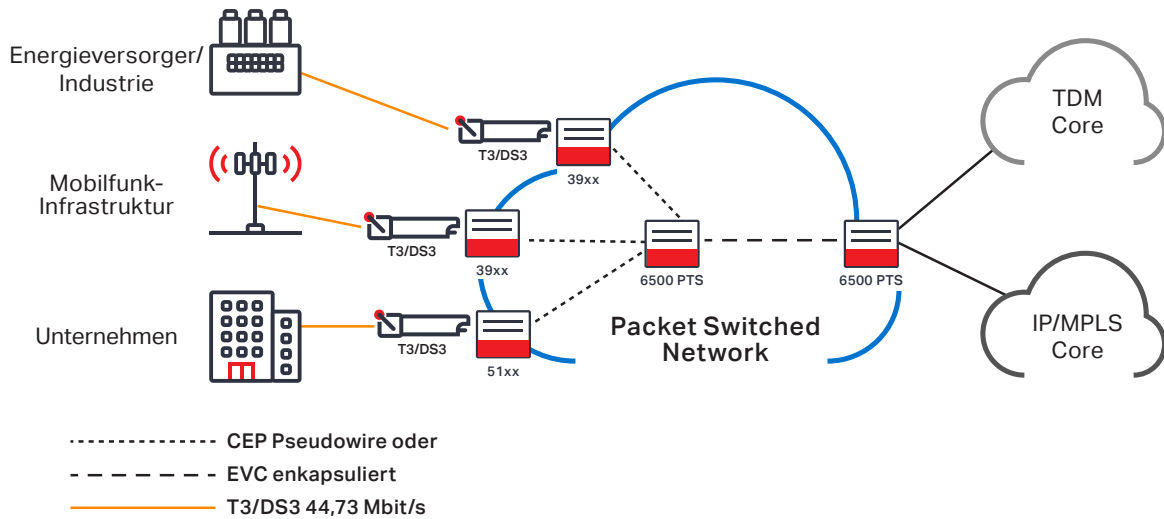 Energieversorger/
Industrie
T3/DS3
39xx
TDM
Core
Mobilfunk-
Infrastruktur
T3/DS3
39xx
6500 PTS
6500 PTS
Unternehmen
T3/DS3
51xx
Packet Switched
Network
IP/MPLS
Core
CEP Pseudowire oder
EVC enkapsuliert
T3/DS3 44,73 Mbit/s